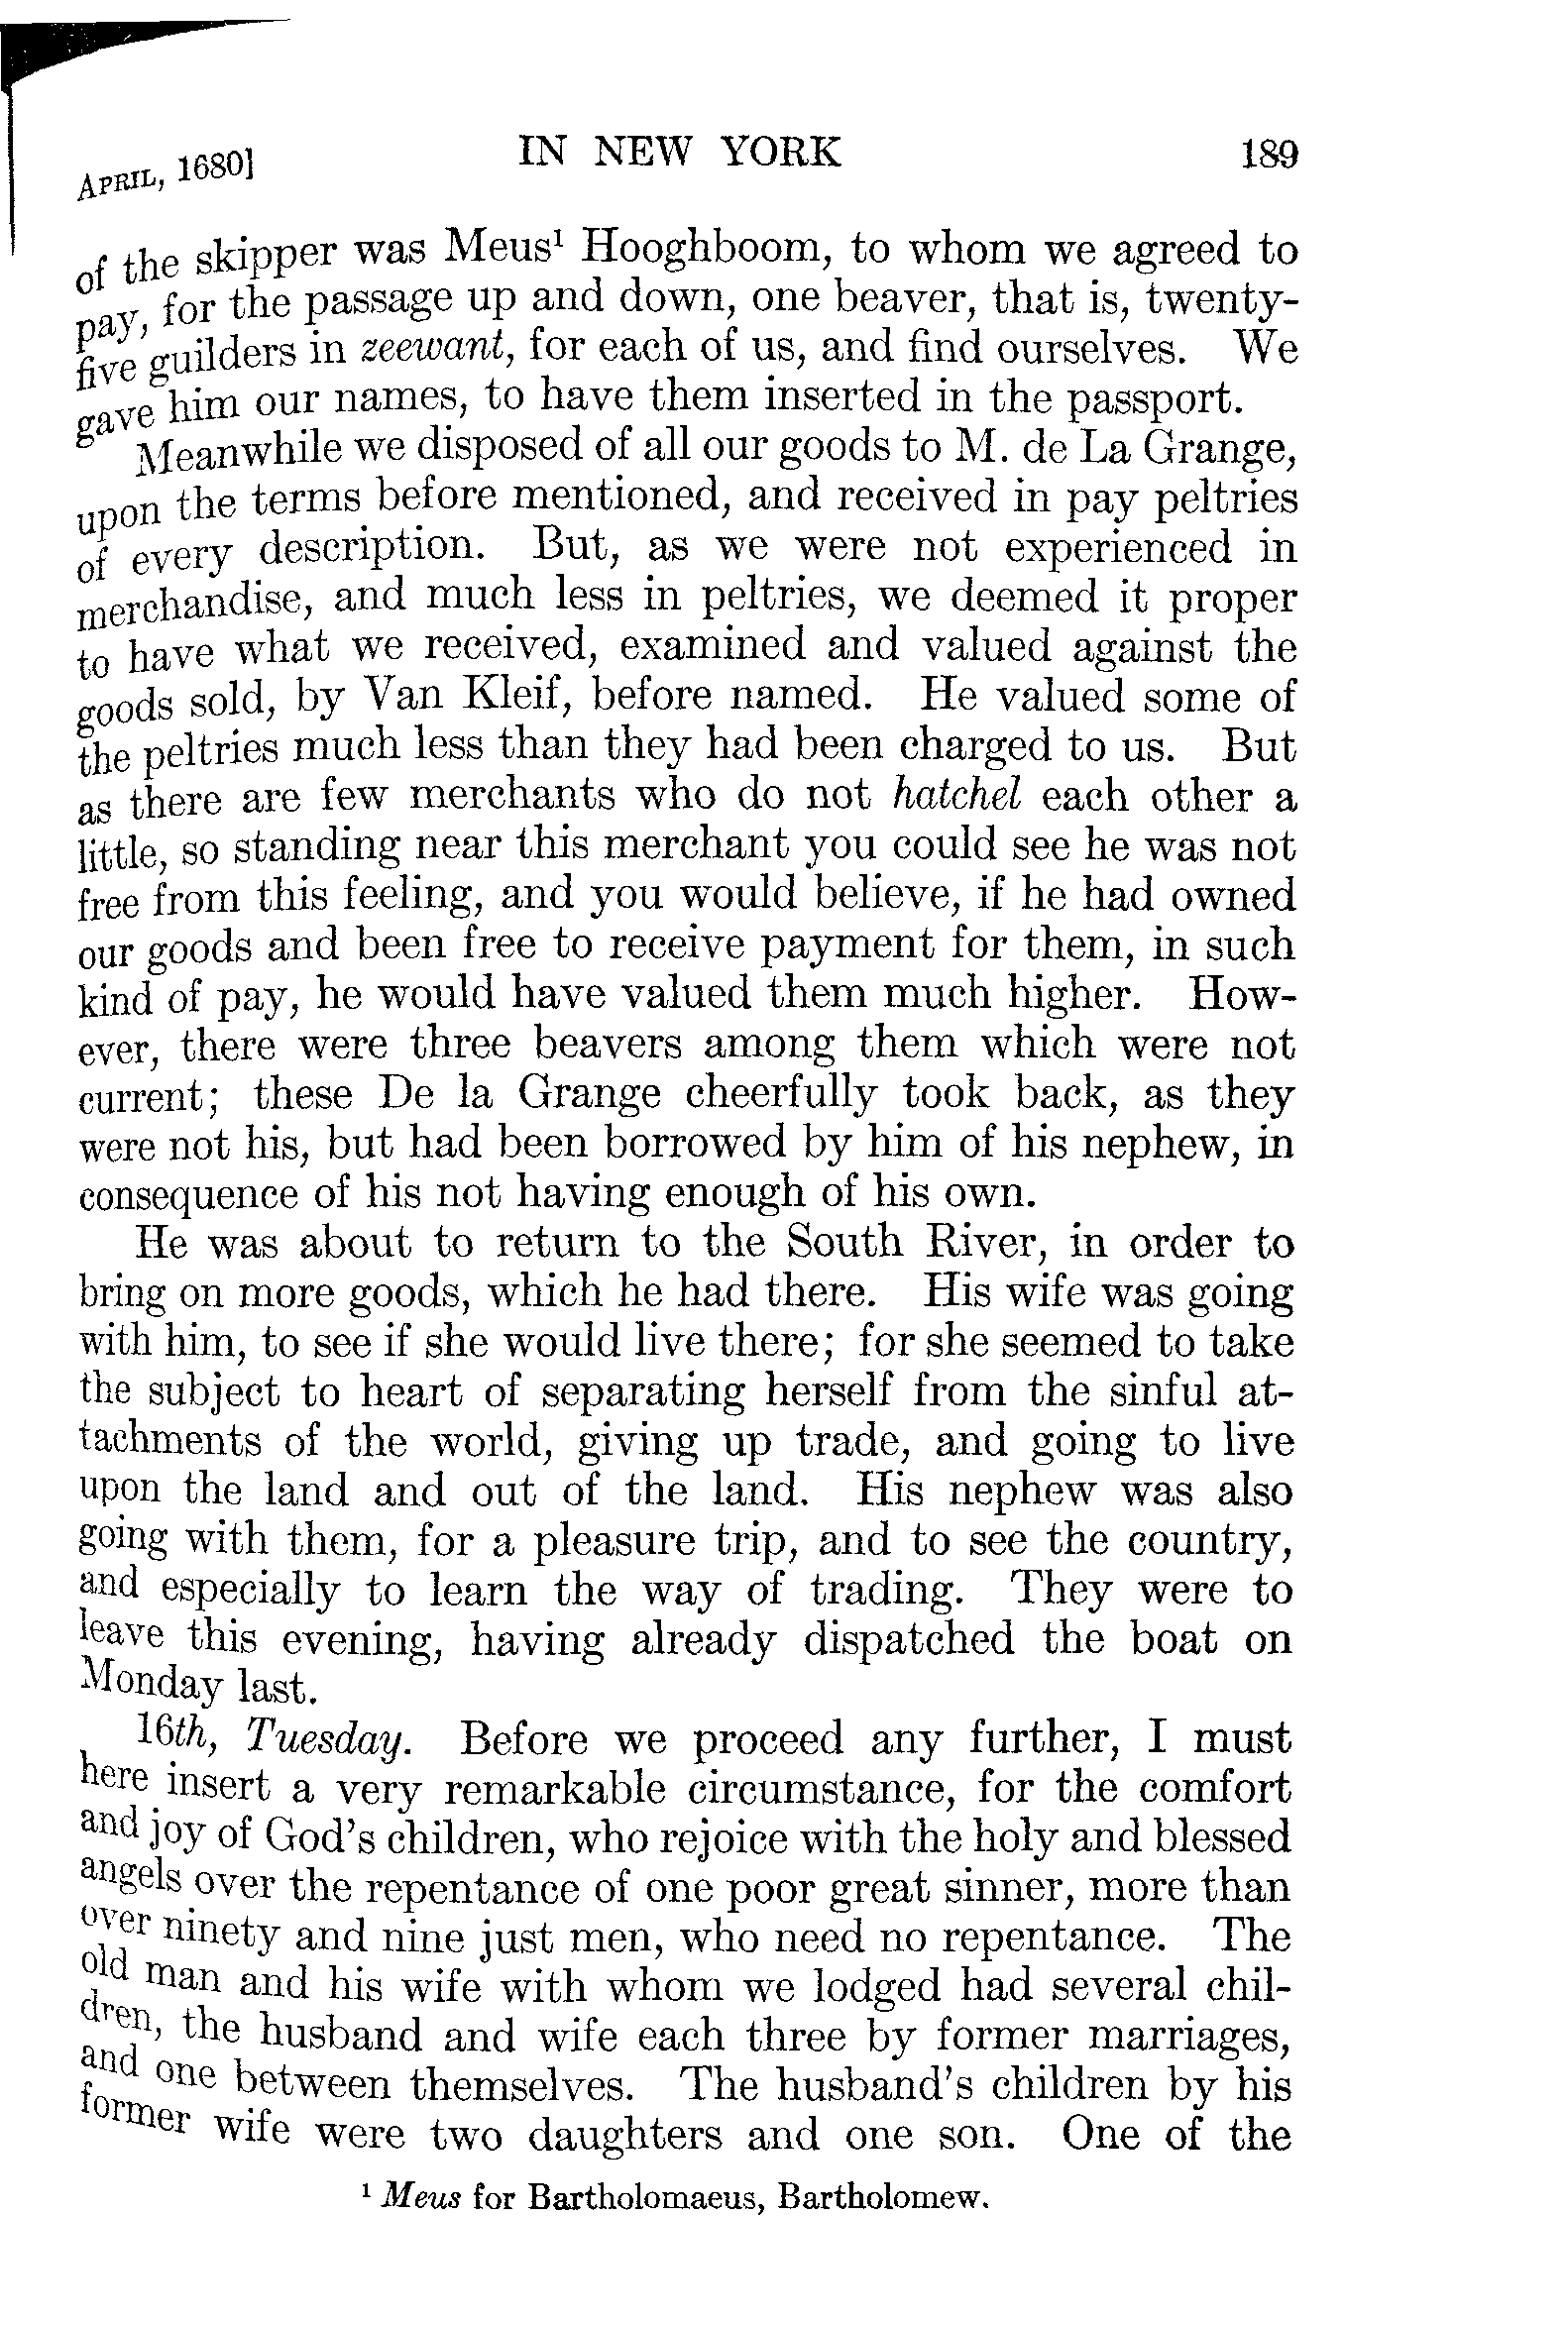 APRIL, 1680] IN NEW YORK 189
of the skipper was Meus¹ Hooghboom, to whom we agreed to
pay, for the passage up and down, one beaver, that is, twenty-
five guilders in zeewant, for each of us, and find ourselves. We
gave him our names, to have them inserted in the passport.
Meanwhile we disposed of all our goods to M. de La Grange,
upon the terms before mentioned, and received in pay peltries
of every description. But, as we were not experienced in
merchandise, and much less in peltries, we deemed it proper
to have what we received, examined and valued against the
goods sold, by Van Kleif, before named. He valued some of
the peltries much less than they had been charged to us. But
as there are few merchants who do not hatchel each other a
little, so standing near this merchant you could see he was not
free from this feeling, and you would believe, if he had owned
our goods and been free to receive payment for them, in such
kind of pay, he would have valued them much higher. How-
ever, there were three beavers among them which were not
current; these De la Grange cheerfully took back, as they
were not his, but had been borrowed by him of his nephew, in
consequence of his not having enough of his own.
He was about to return to the South River, in order to
bring on more goods, which he had there. His wife was going
with him, to see if she would live there; for she seemed to take
the subject to heart of separating herself from the sinful at-
tachments of the world, giving up trade, and going to live
upon the land and out of the land. His nephew was also
going with them, for a pleasure trip, and to see the country,
and especially to learn the way of trading. They were to
leave this evening, having already dispatched the boat on
Monday last.
16th, Tuesday. Before we proceed any further, I must
here insert a very remarkable circumstance, for the comfort
and joy of God's children, who rejoice with the holy and blessed
angels over the repentance of one poor great sinner, more than
over ninety and nine just men, who need no repentance. The
old man and his wife with whom we lodged had several chil-
dren, the husband and wife each three by former marriages,
and one between themselves. The husband's children by his
former wife were two daughters and one son. One of the
¹ Meus for Bartholomaeus, Bartholomew.